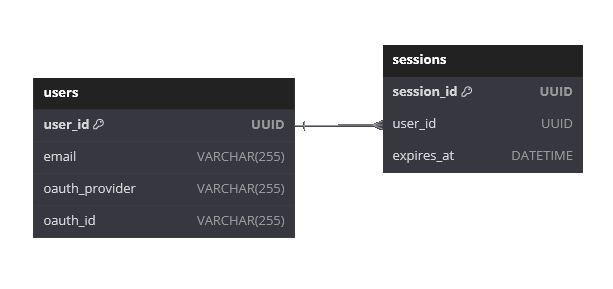 users
user_id UUID
email VARCHAR(255)
oauth_provider VARCHAR(255)
oauth_id VARCHAR(255)
sessions
session_id UUID
user_id UUID
expires_at DATETIME